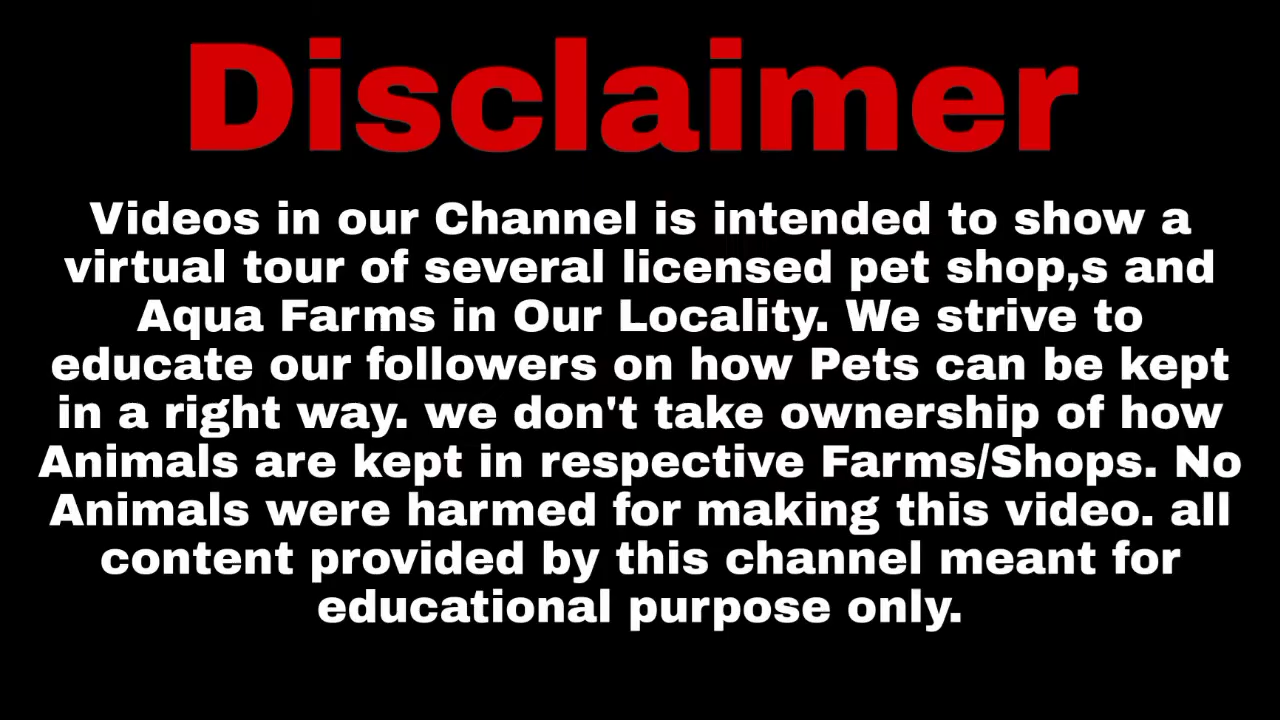 Disclaimer
Videos in our Channel is intended to show a
virtual tour of several licensed pet shop,s and
Aqua Farms in Our Locality. We strive to
educate our followers on how Pets can be kept
in a right way. we don't take ownership of how
Animals are kept in respective Farms/Shops. No
Animals were harmed for making this video. all
content provided by this channel meant for
educational purpose only.